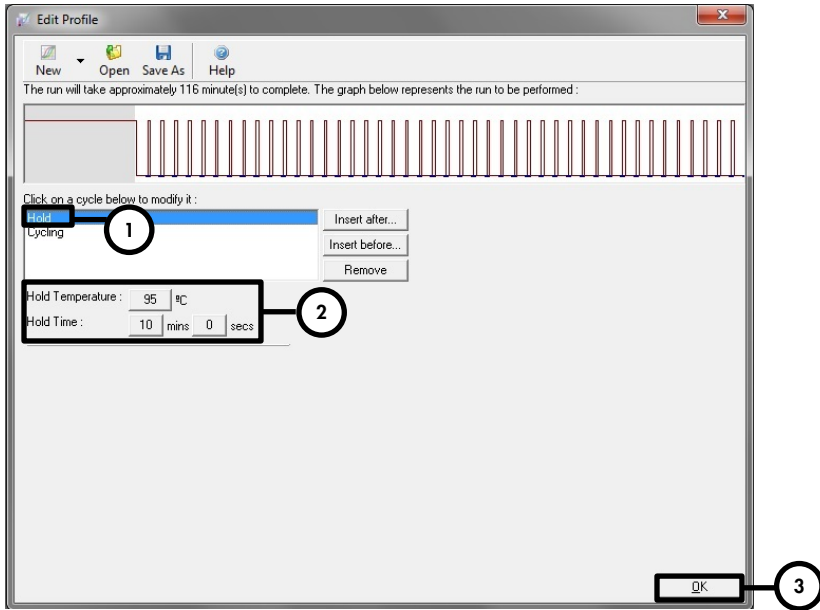 Edit Profile
New Open Save As Help
The run will take approximately 116 minute(s) to complete. The graph below represents the run to be performed :
Click on a cycle below to modify it :
Hold
Cycling
1
Insert after...
Insert before...
Remove
Hold Temperature : 95 ºC
Hold Time : 10 mins 0 secs
2
OK
3